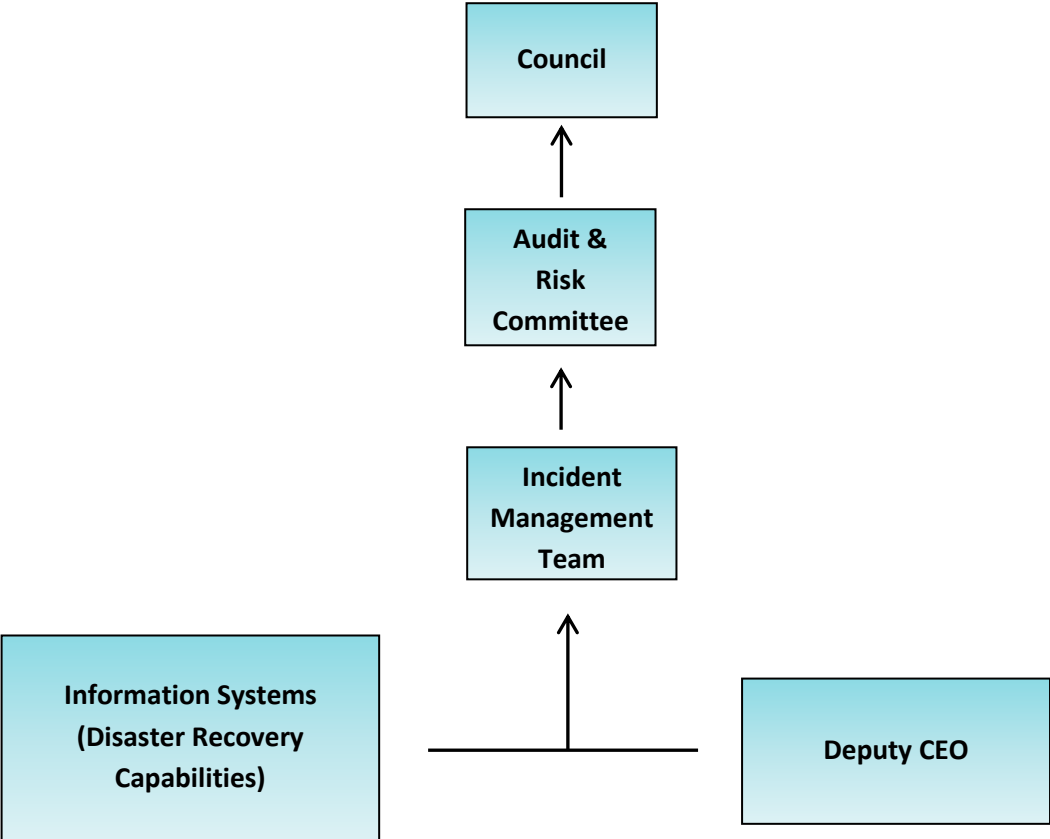 Council
Audit &
Risk
Committee
Incident
Management
Team
Information Systems
(Disaster Recovery
Capabilities)
Deputy CEO